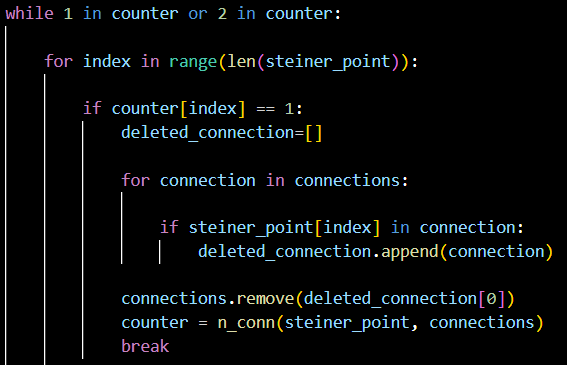 while 1 in counter or 2 in counter:
for index in range(len(steiner_point)):
if counter[index] == 1:
deleted_connection=[]
for connection in connections:
if steiner_point[index] in connection:
deleted_connection.append(connection)
connections.remove(deleted_connection[0])
counter = n_conn(steiner_point, connections)
break